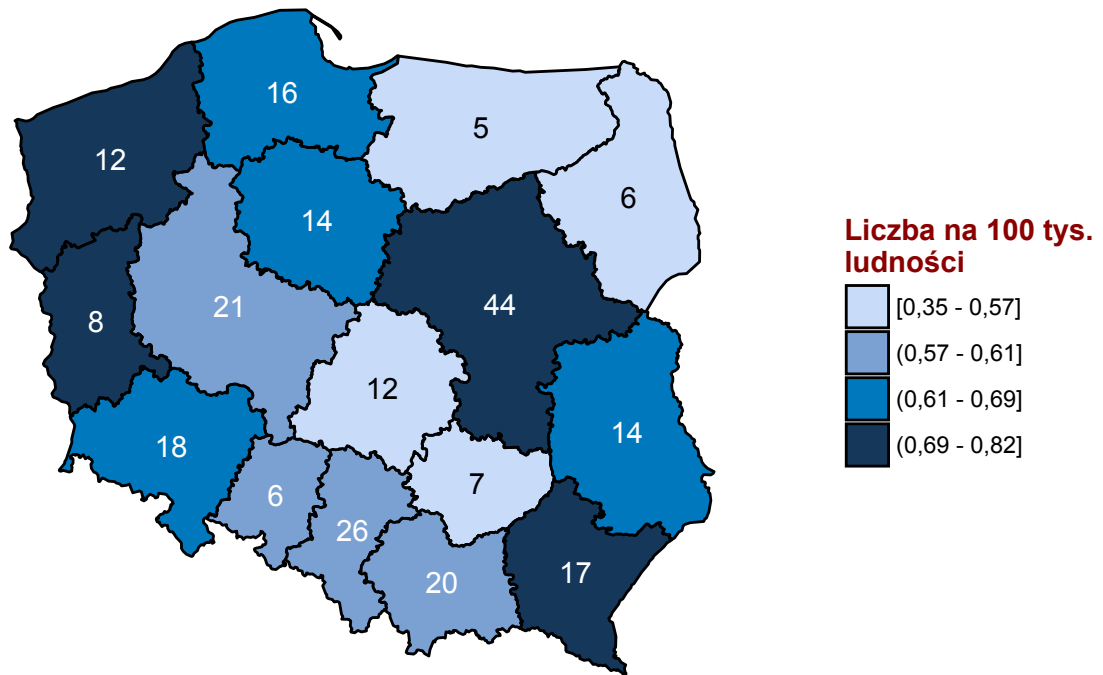 16
5
12
6
14
21
44
8
12
14
18
7
6
26
20
17
Liczba na 100 tys.
ludności
[0,35 - 0,57]
(0,57 - 0,61]
(0,61 - 0,69]
(0,69 - 0,82]